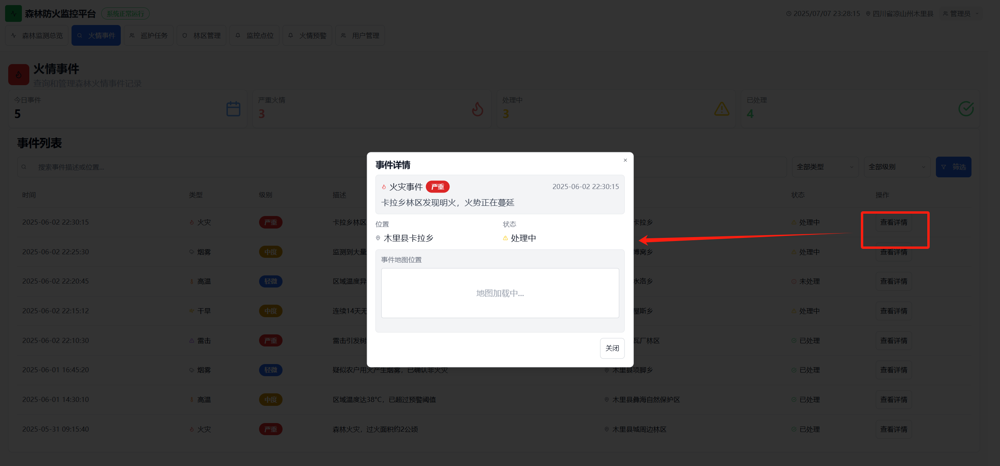 森林防火监控平台 系统正常运行 2025/07/07 23:28:15 四川省凉山州木里县 管理员
森林监测总览 火情事件 巡护任务 林区管理 监控点位 火情预警 用户管理
火情事件
查询和管理森林火情事件记录
今日事件 严重火情 处理中 已处理
5 3 3 4
事件列表
搜索事件描述或位置... 全部类型 全部级别 筛选
时间 类型 级别 描述 状态 操作
2025-06-02 22:30:15 火灾 严重 卡拉乡林区 卡拉乡 处理中 查看详情
2025-06-02 22:25:30 烟雾 中度 监测到大量 博窝乡 处理中 查看详情
2025-06-02 22:20:45 高温 轻微 区域温度异 水洛乡 未处理 查看详情
2025-06-02 22:15:12 干旱 中度 连续14天无 屋斯乡 处理中 查看详情
2025-06-02 22:10:30 雷击 严重 雷击引发树 瓦厂林区 已处理 查看详情
2025-06-01 16:45:20 烟雾 轻微 疑似农户用火产生烟雾，已确认非火灾 木里县项脚乡 已处理 查看详情
2025-06-01 14:30:10 高温 中度 区域温度达38°C，已超过预警阈值 木里县彝海自然保护区 已处理 查看详情
2025-05-31 09:15:40 火灾 严重 森林火灾，过火面积约2公顷 木里县城周边林区 已处理 查看详情
事件详情
火灾事件 严重 2025-06-02 22:30:15
卡拉乡林区发现明火，火势正在蔓延
位置 状态
木里县卡拉乡 处理中
事件地图位置
地图加载中...
关闭